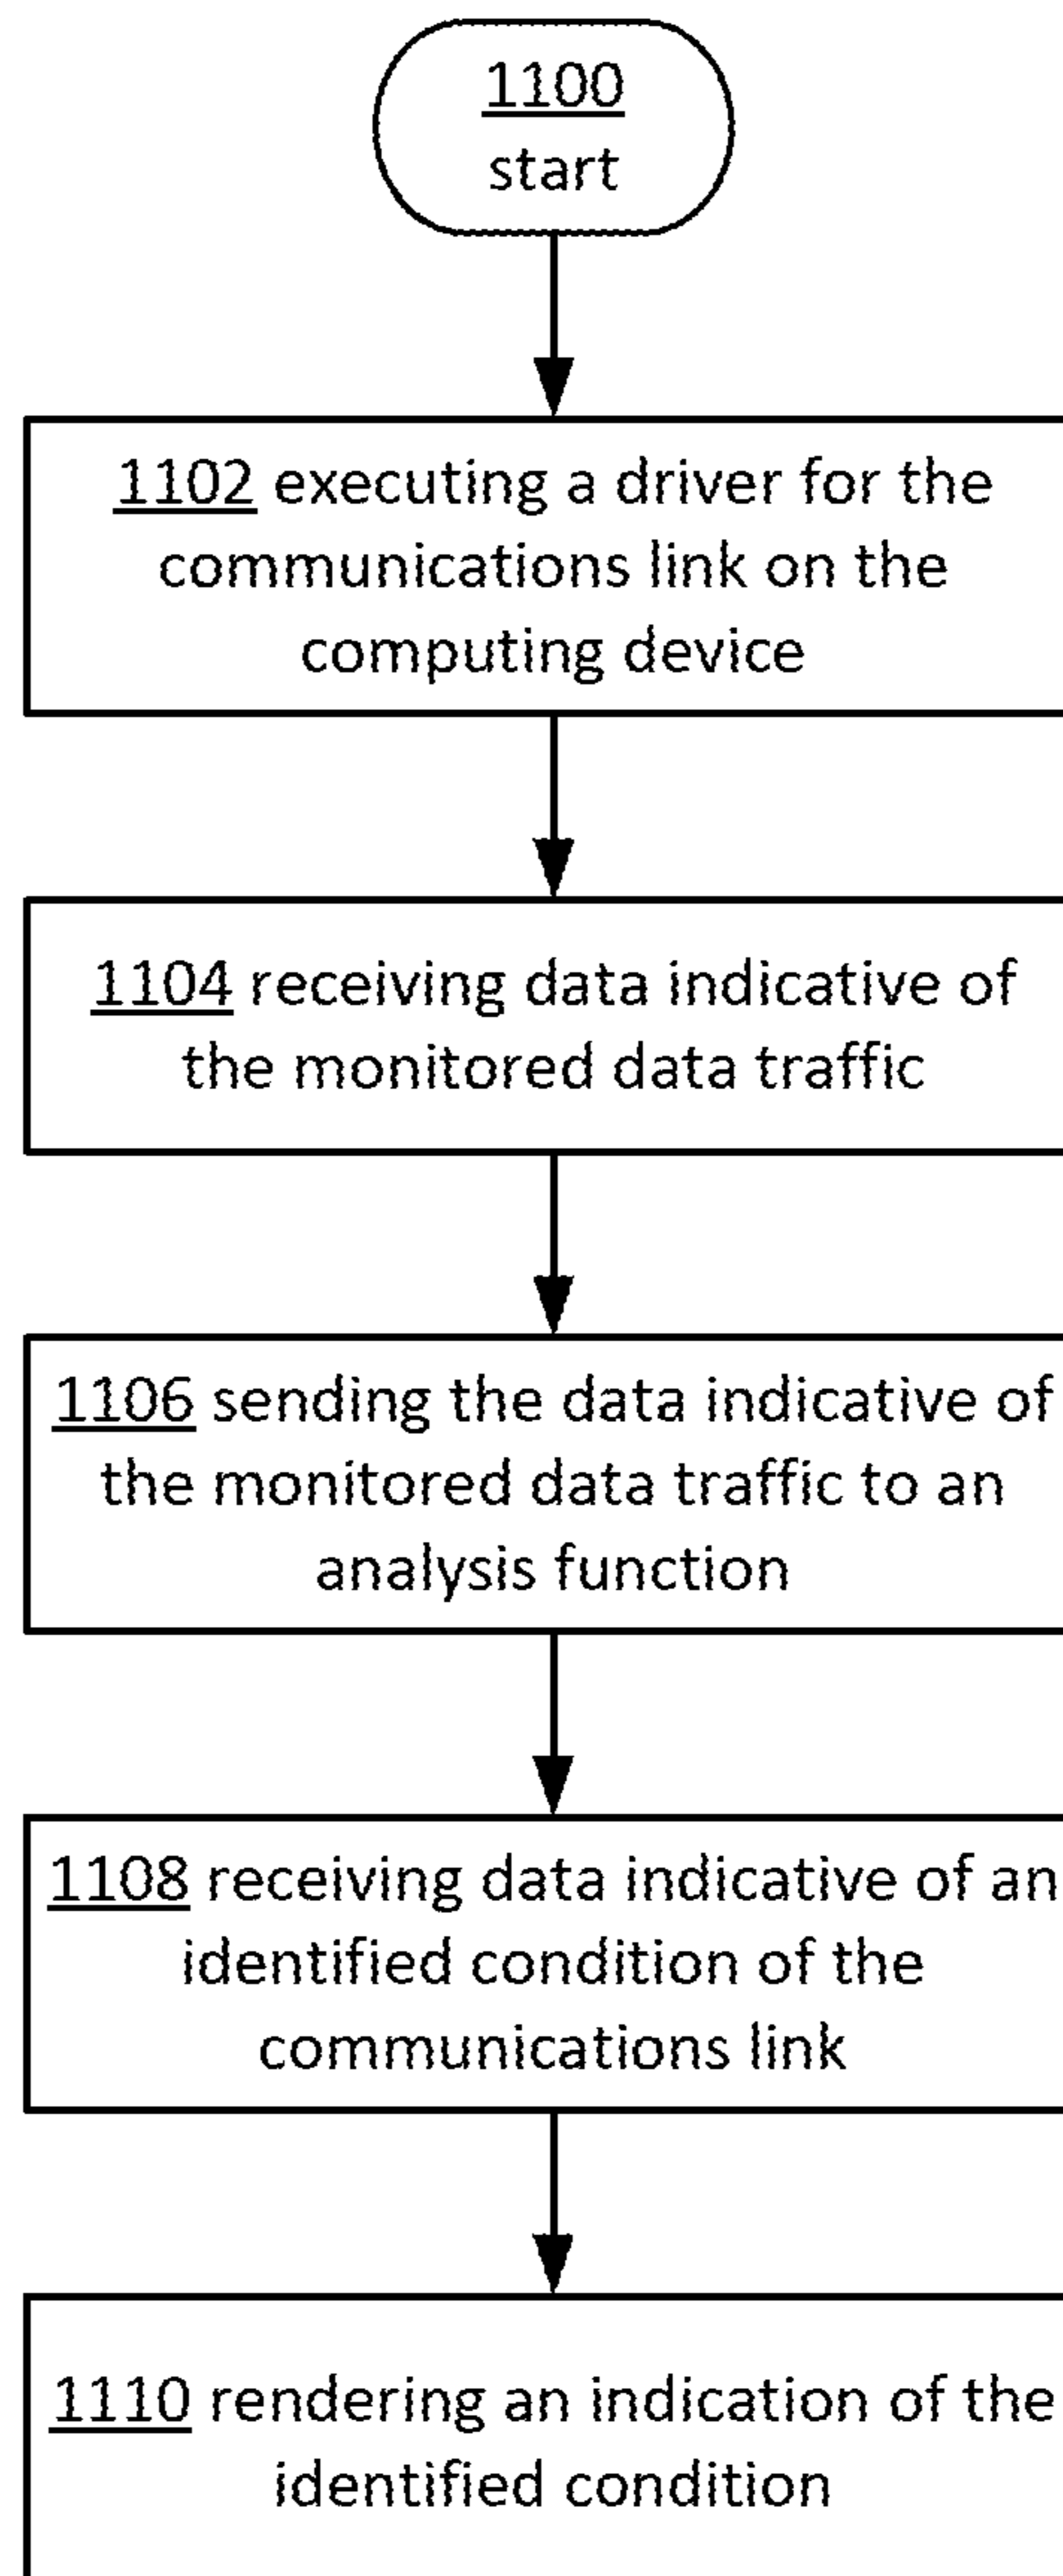 1100
start
1102 executing a driver for the
communications link on the
computing device
1104 receiving data indicative of
the monitored data traffic
1106 sending the data indicative of
the monitored data traffic to an
analysis function
1108 receiving data indicative of an
identified condition of the
communications link
1110 rendering an indication of the
identified condition